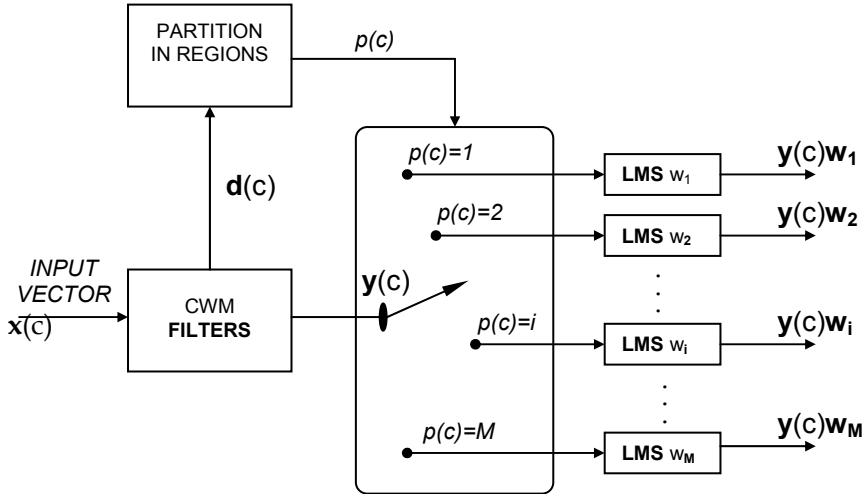 PARTITION
IN REGIONS
p(c)
d(c)
INPUT
VECTOR
x(c)
CWM
FILTERS
y(c)
p(c)=1
LMS w1
y(c)w1
p(c)=2
LMS w2
y(c)w2
p(c)=i
LMS wi
y(c)wi
p(c)=M
LMS wM
y(c)wM